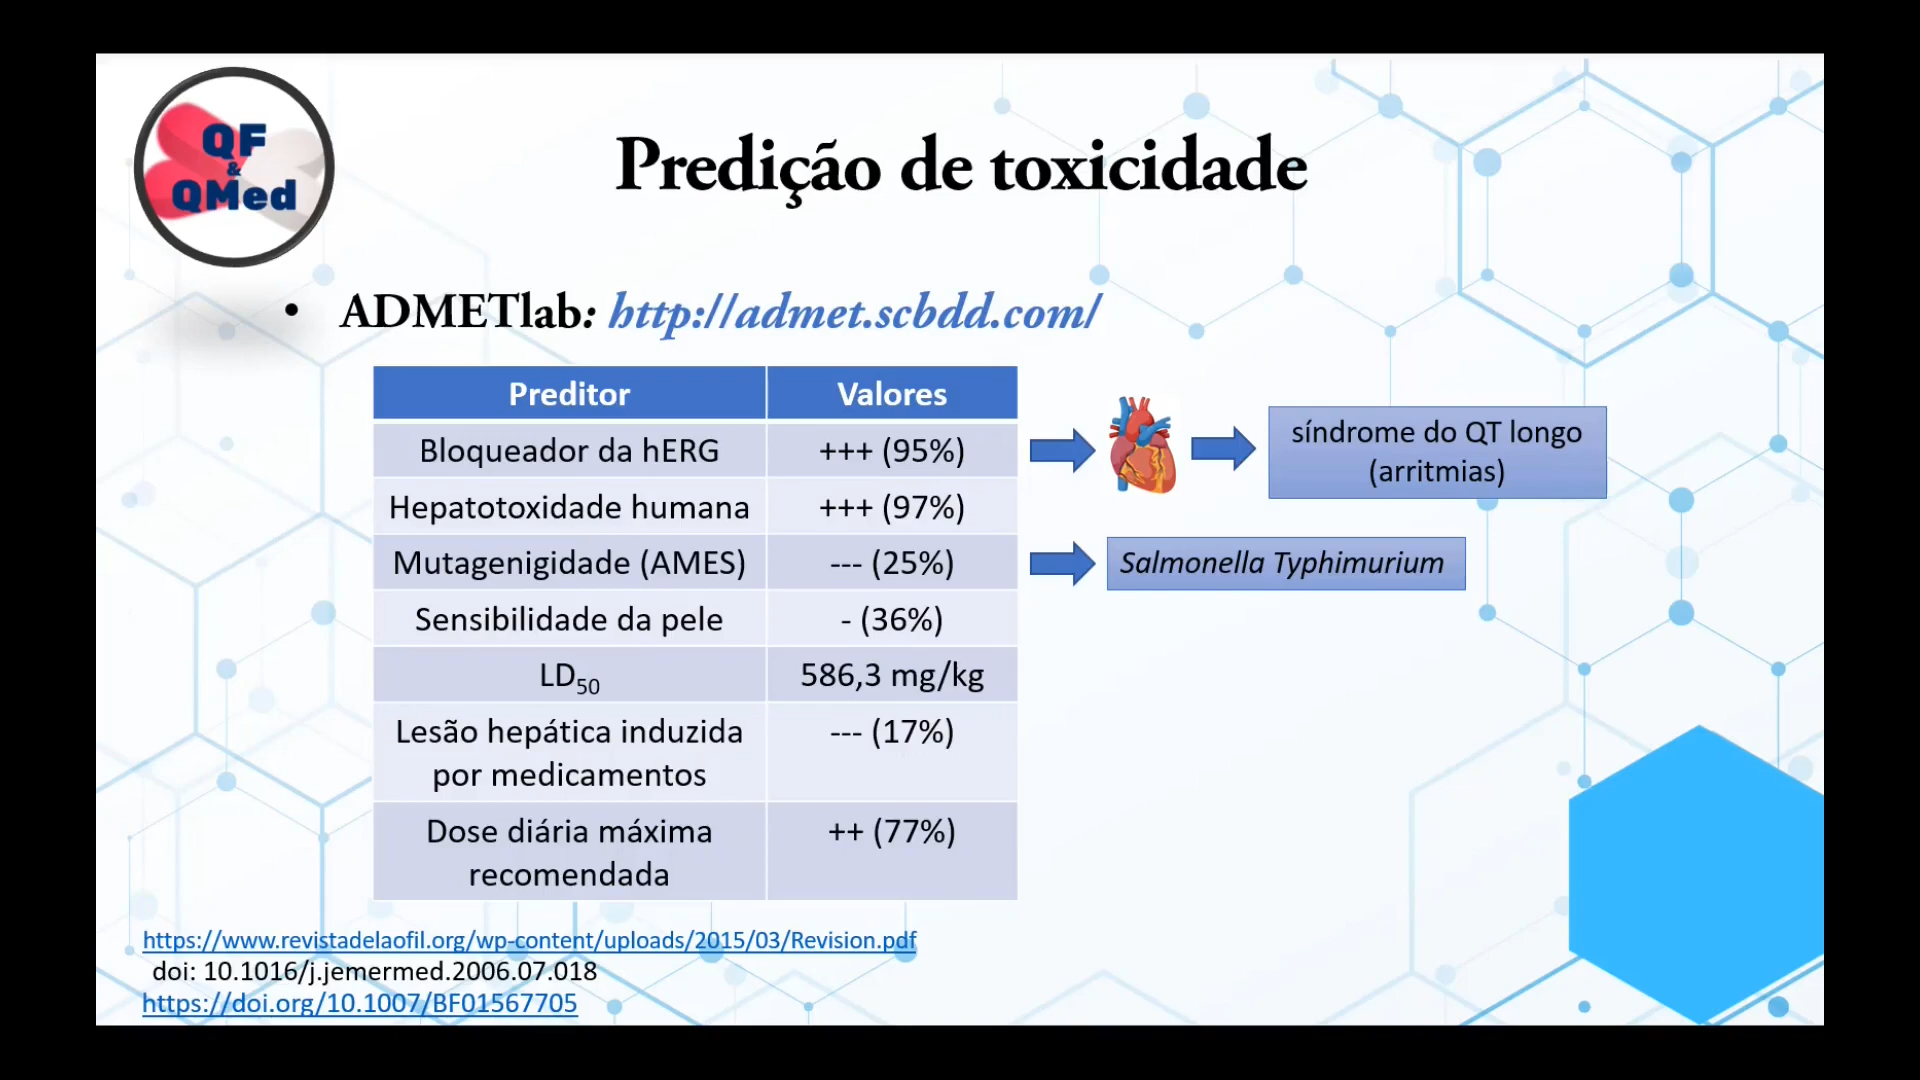 QF
&
QMed
Predição de toxicidade
• ADMETlab: http://admet.scbdd.com/
Preditor Valores
Bloqueador da hERG +++ (95%)
síndrome do QT longo
(arritmias)
Hepatotoxidade humana +++ (97%)
Mutagenigidade (AMES) --- (25%)
Salmonella Typhimurium
Sensibilidade da pele - (36%)
LD50 586,3 mg/kg
Lesão hepática induzida --- (17%)
por medicamentos
Dose diária máxima ++ (77%)
recomendada
https://www.revistadelaofil.org/wp-content/uploads/2015/03/Revision.pdf
doi: 10.1016/j.jemermed.2006.07.018
https://doi.org/10.1007/BF01567705